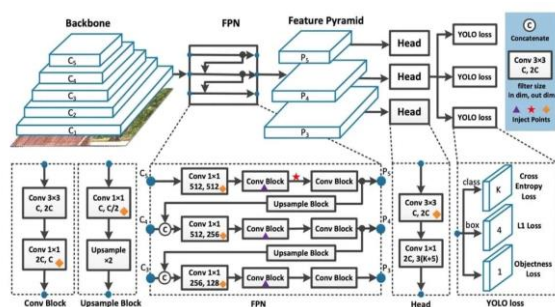 Backbone
FPN
Feature Pyramid
C5
C4
C3
C2
C1
P5
P4
P3
Head
Head
Head
YOLO loss
YOLO loss
YOLO loss
C
Concatenate
Conv 3×3
C, 2C
filter size
in dim, out dim
Inject Points
Conv 3×3
C, 2C
Conv 1×1
2C, C
Conv Block
Conv 1×1
C, C/2
Upsample
×2
Upsample Block
C5
Conv 1×1
512, 512
Conv Block
Conv Block
P5
Upsample Block
C4
C
Conv 1×1
512, 256
Conv Block
Conv Block
P4
Upsample Block
C3
C
Conv 1×1
256, 128
Conv Block
Conv Block
P3
FPN
Conv 3×3
C, 2C
Conv 1×1
2C, 3(K+5)
Head
class
K
Cross
Entropy
Loss
box
4
L1 Loss
1
Objectness
Loss
YOLO loss